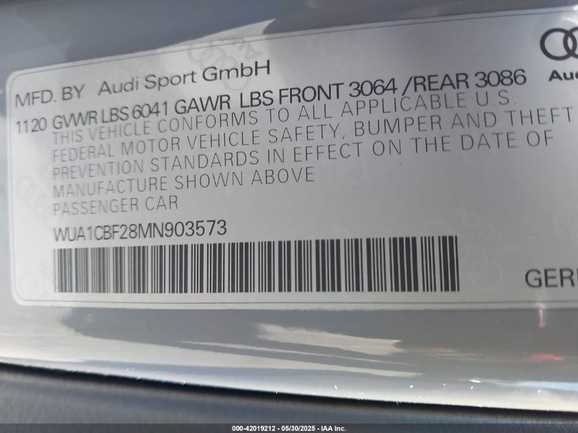 MFD. BY Audi Sport GmbH
1120 GVWR LBS 6041 GAWR LBS FRONT 3064 /REAR 3086
THIS VEHICLE CONFORMS TO ALL APPLICABLE U.S.
FEDERAL MOTOR VEHICLE SAFETY, BUMPER AND THEFT
PREVENTION STANDARDS IN EFFECT ON THE DATE OF
MANUFACTURE SHOWN ABOVE
PASSENGER CAR
WUA1CBF28MN903573
000-42019212 - 05/30/2025 - IAA Inc.